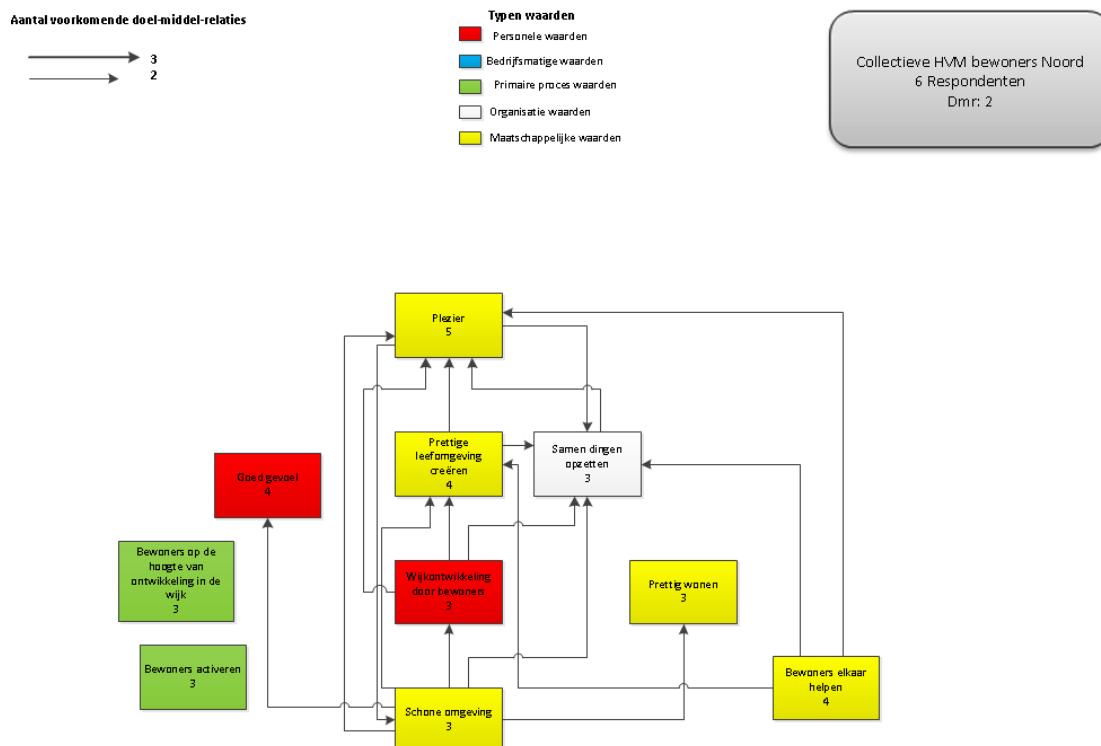 Aantal voorkomende doel-middel-relaties
3
2
Typen waarden
Personele waarden
Bedrijfsmatige waarden
Primaire proces waarden
Organisatie waarden
Maatschappelijke waarden
Collectieve HVM bewoners Noord
6 Respondenten
Dmr: 2
Plezier
5
Prettige
leefomgeving
creëren
4
Samen dingen
opzetten
3
Goed gevoel
4
Bewoners op de
hoogte van
ontwikkeling in de
wijk
3
Wijkontwikkeling
door bewoners
3
Prettig wonen
3
Bewoners activeren
3
Schone omgeving
3
Bewoners elkaar
helpen
4